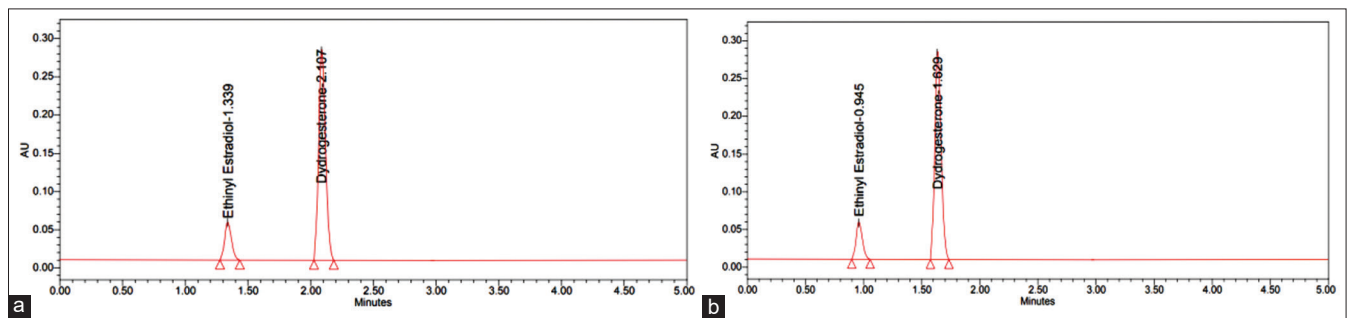 0.30
0.25
0.20
0.15
0.10
0.05
0.00
AU
Ethinyl Estradiol-1.339
Dydrogesterone-2.107
0.00 0.50 1.00 1.50 2.00 2.50 3.00 3.50 4.00 4.50 5.00
Minutes
a
0.30
0.25
0.20
0.15
0.10
0.05
0.00
AU
Ethinyl Estradiol-0.945
Dydrogesterone-1.629
0.00 0.50 1.00 1.50 2.00 2.50 3.00 3.50 4.00 4.50 5.00
Minutes
b